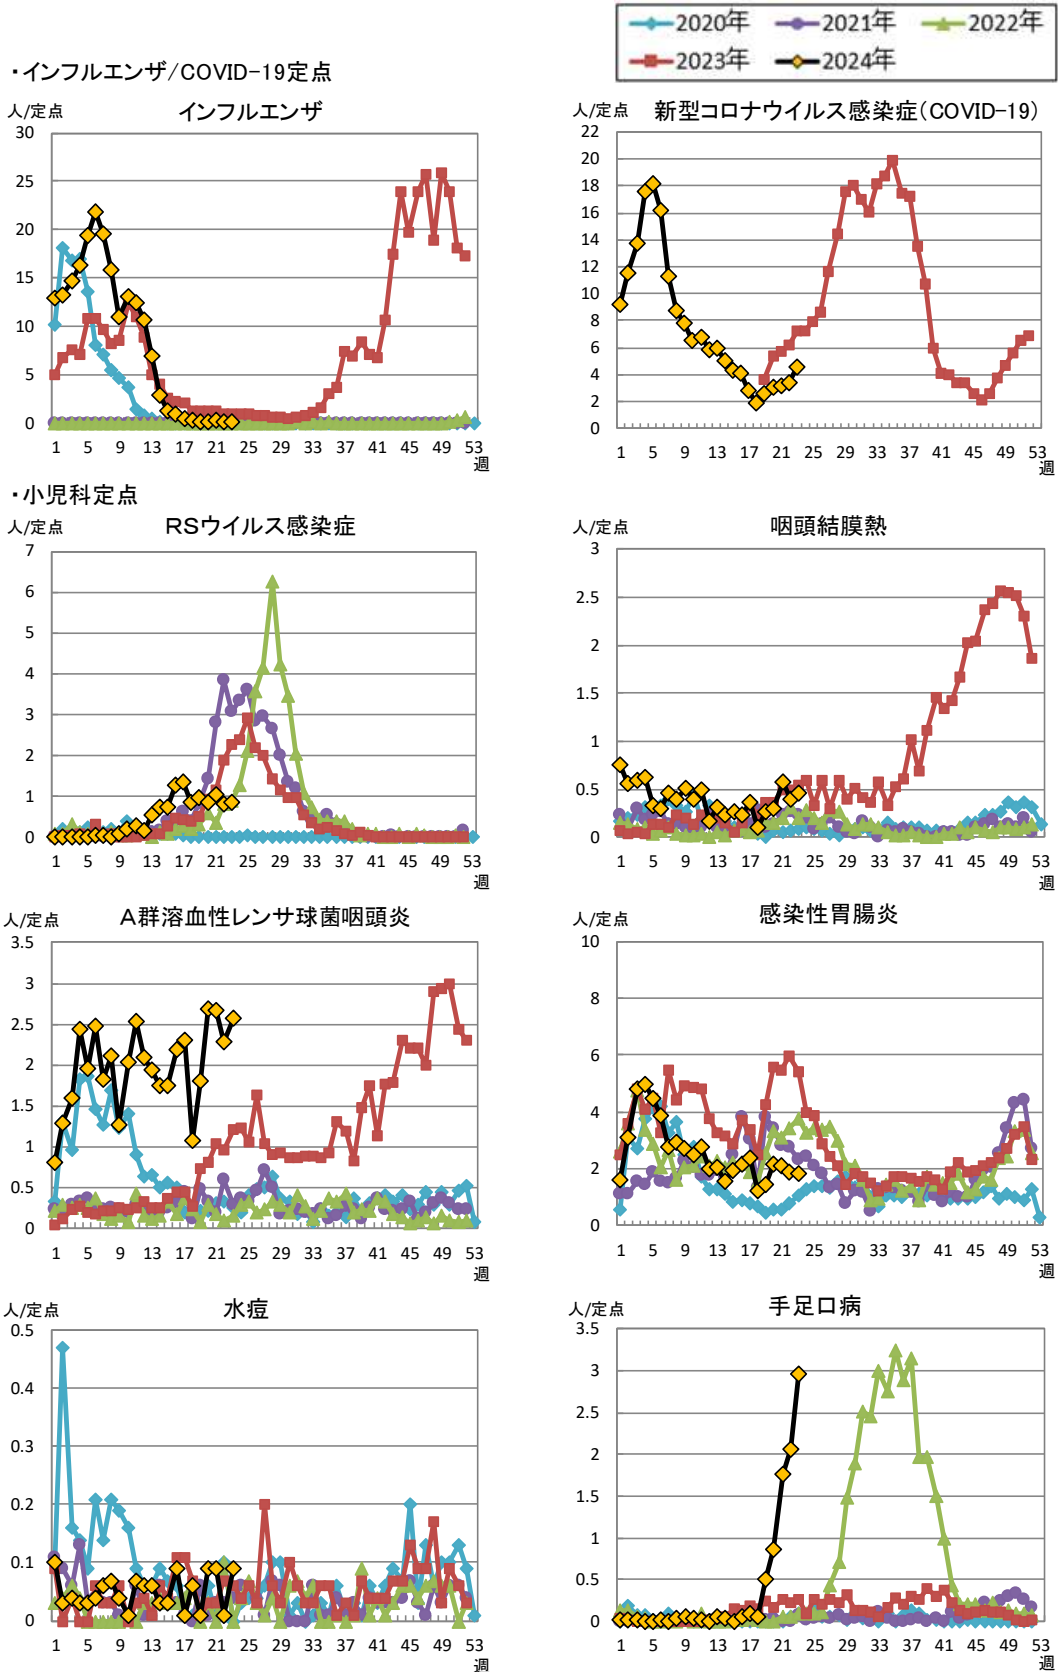 2020年 2021年 2022年
2023年 2024年
・インフルエンザ/COVID-19定点
人/定点 インフルエンザ
30
25
20
15
10
5
0
1 5 9 13 17 21 25 29 33 37 41 45 49 53
週
人/定点 新型コロナウイルス感染症(COVID-19)
22
20
18
16
14
12
10
8
6
4
2
0
1 5 9 13 17 21 25 29 33 37 41 45 49 53
週
・小児科定点
人/定点 RSウイルス感染症
7
6
5
4
3
2
1
0
1 5 9 13 17 21 25 29 33 37 41 45 49 53
週
人/定点 咽頭結膜熱
3
2.5
2
1.5
1
0.5
0
1 5 9 13 17 21 25 29 33 37 41 45 49 53
週
人/定点 A群溶血性レンサ球菌咽頭炎
3.5
3
2.5
2
1.5
1
0.5
0
1 5 9 13 17 21 25 29 33 37 41 45 49 53
週
人/定点 感染性胃腸炎
10
8
6
4
2
0
1 5 9 13 17 21 25 29 33 37 41 45 49 53
週
人/定点 水痘
0.5
0.4
0.3
0.2
0.1
0
1 5 9 13 17 21 25 29 33 37 41 45 49 53
週
人/定点 手足口病
3.5
3
2.5
2
1.5
1
0.5
0
1 5 9 13 17 21 25 29 33 37 41 45 49 53
週